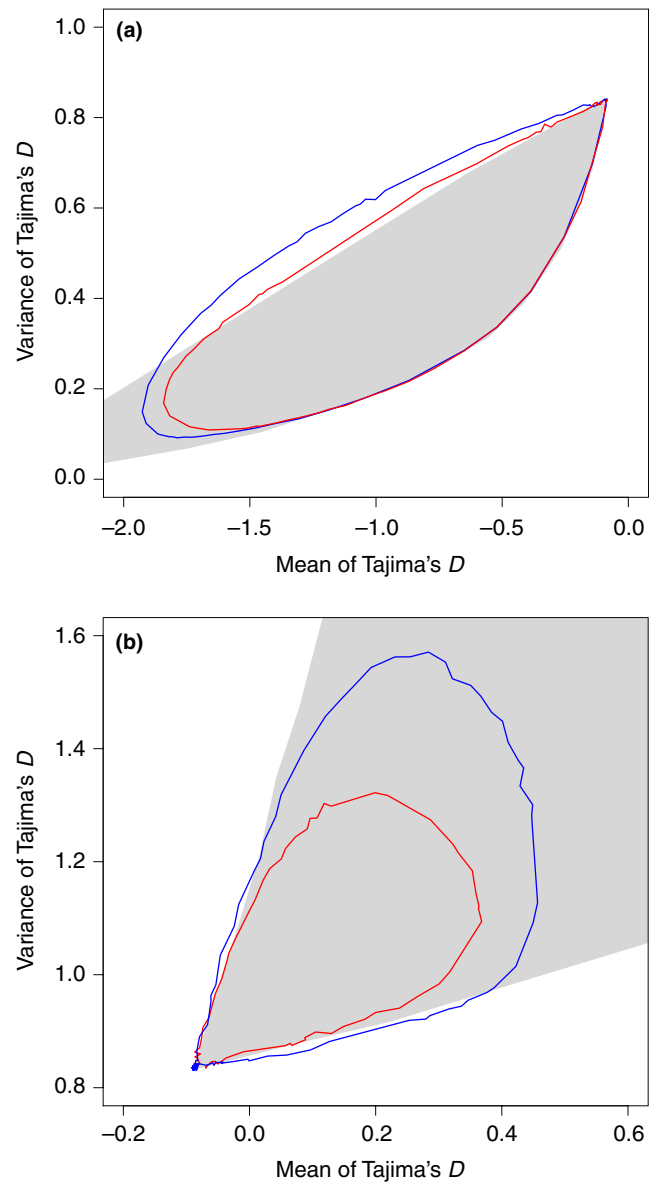 (a)
1.0
0.8
0.6
0.4
0.2
0.0
Variance of Tajima's D
–2.0 –1.5 –1.0 –0.5 0.0
Mean of Tajima's D
(b)
1.6
1.4
1.2
1.0
0.8
Variance of Tajima's D
–0.2 0.0 0.2 0.4 0.6
Mean of Tajima's D